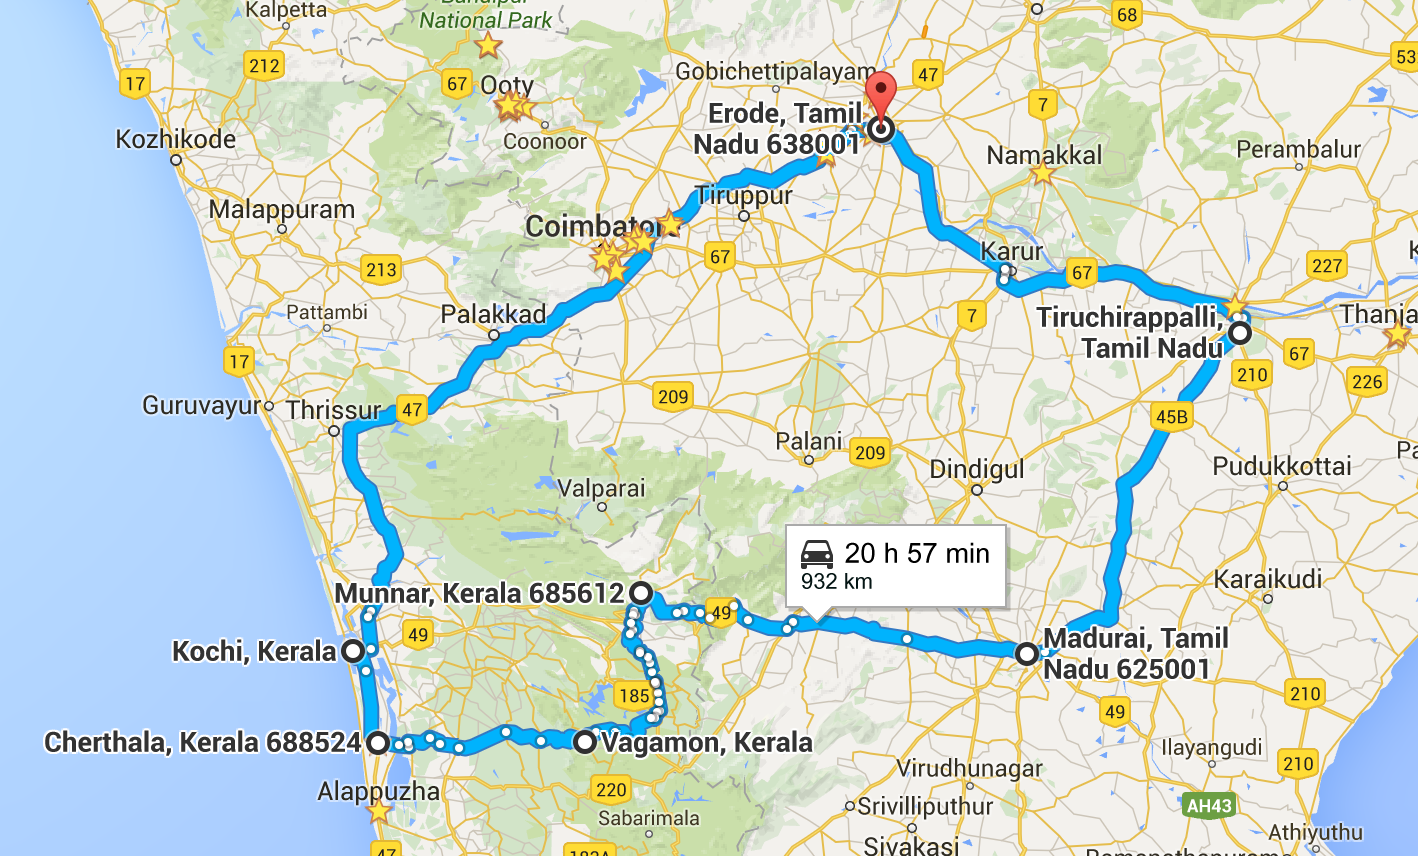 Kalpetta
Bandipur
National Park
68
17
212
67
Ooty
Gobichettipalayam
47
53
7
Coonoor
Erode, Tamil
Nadu 638001
Kozhikode
Namakkal
Perambalur
Malappuram
Tiruppur
Coimbatore
67
213
Karur
67
227
Pattambi
Palakkad
7
Tiruchirappalli,
Tamil Nadu
17
67
210
226
Guruvayur
Thrissur
47
209
45B
Palani
209
Dindigul
Pudukkottai
Valparai
20 h 57 min
932 km
Munnar, Kerala 685612
49
Karaikudi
49
Kochi, Kerala
Madurai, Tamil
Nadu 625001
185
210
49
Cherthala, Kerala 688524
Vagamon, Kerala
Ilayangudi
210
Alappuzha
220
Virudhunagar
Srivilliputhur
AH43
Sabarimala
Athiyuthu
47
183A
Sivakasi